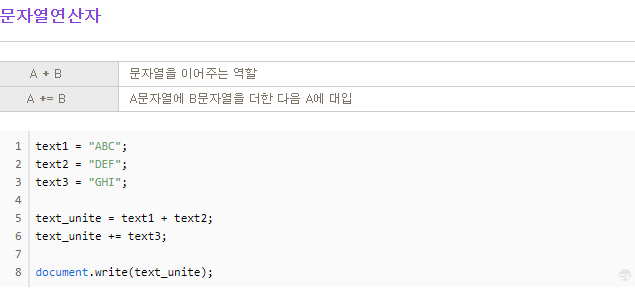 문자열연산자
A + B 문자열을 이어주는 역할
A += B A문자열에 B문자열을 더한 다음 A에 대입
1 text1 = "ABC";
2 text2 = "DEF";
3 text3 = "GHI";
4
5 text_unite = text1 + text2;
6 text_unite += text3;
7
8 document.write(text_unite);